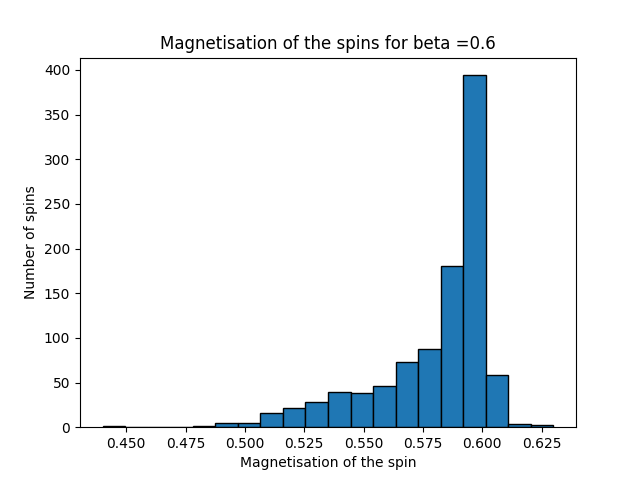 Magnetisation of the spins for beta =0.6
Number of spins
400
350
300
250
200
150
100
50
0
0.450 0.475 0.500 0.525 0.550 0.575 0.600 0.625
Magnetisation of the spin